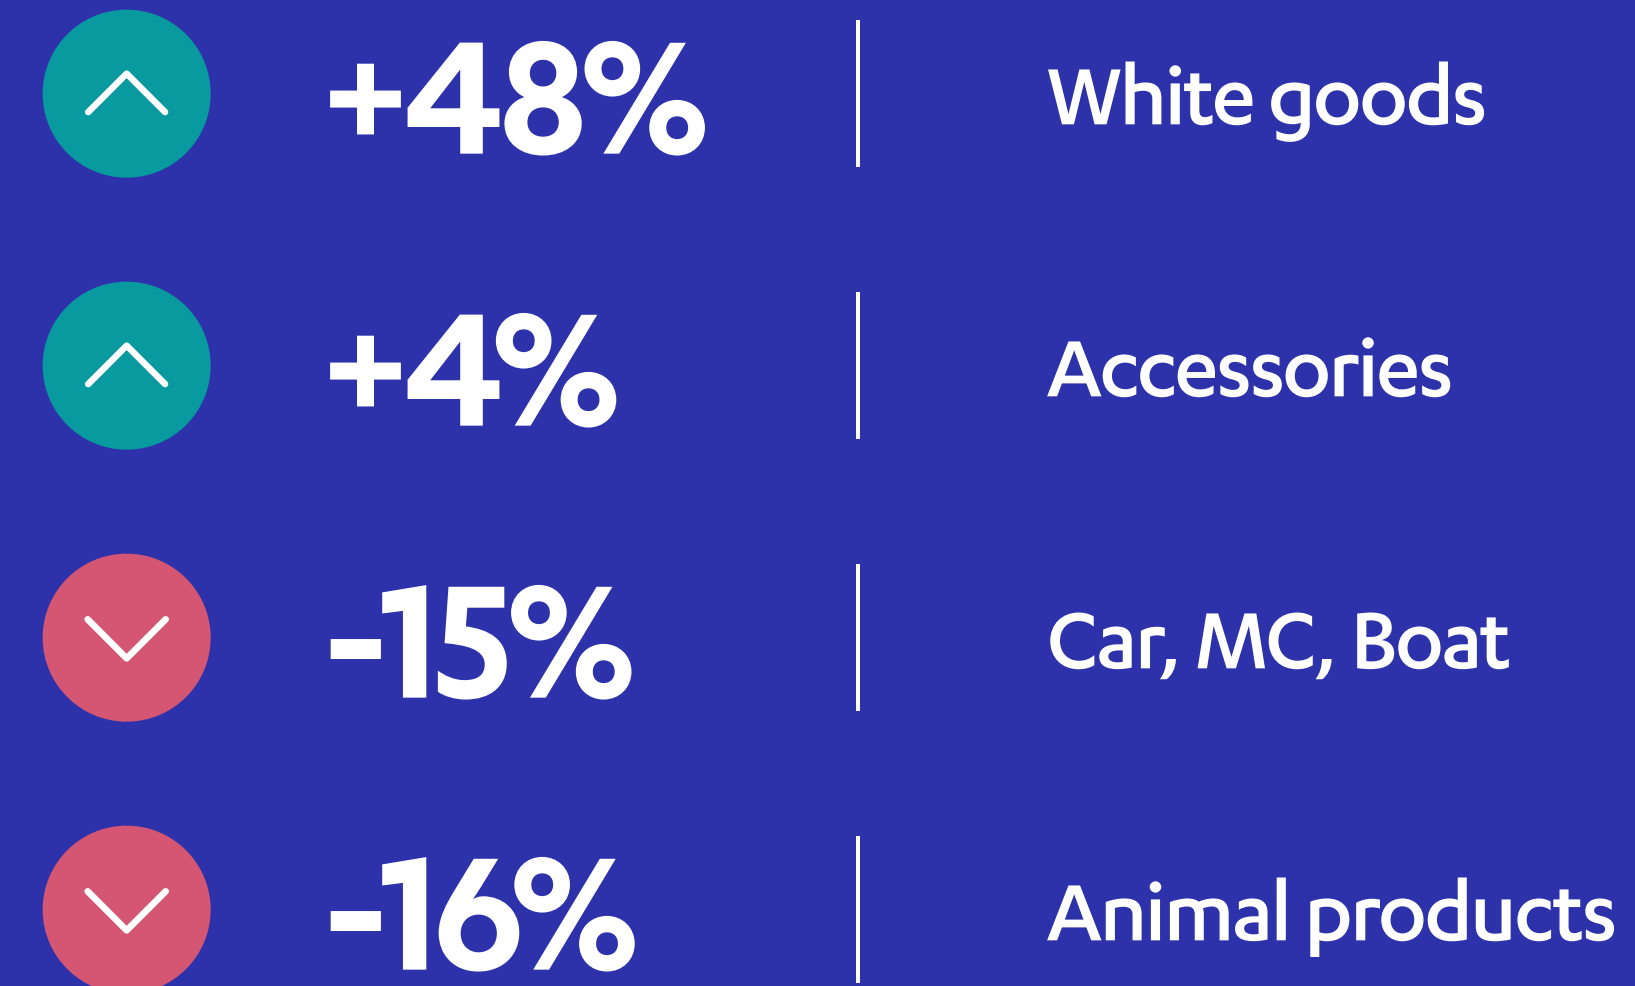 +48% White goods
+4% Accessories
-15% Car, MC, Boat
-16% Animal products